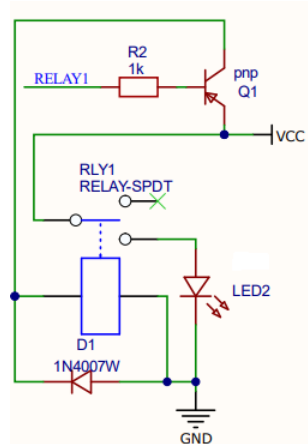 R2
1k
RELAY1
pnp
Q1
VCC
RLY1
RELAY-SPDT
LED2
D1
1N4007W
GND